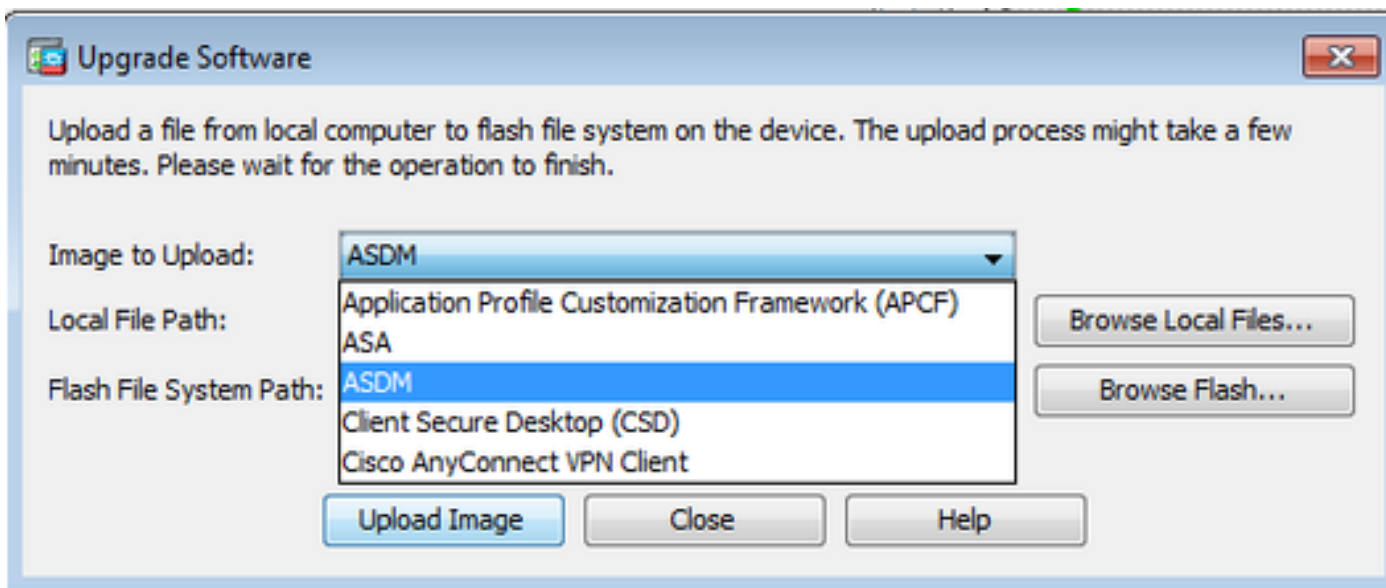 Upgrade Software
Upload a file from local computer to flash file system on the device. The upload process might take a few
minutes. Please wait for the operation to finish.
Image to Upload:
ASDM
Application Profile Customization Framework (APCF)
Local File Path:
Browse Local Files...
ASA
ASDM
Flash File System Path:
Browse Flash...
Client Secure Desktop (CSD)
Cisco AnyConnect VPN Client
Upload Image
Close
Help